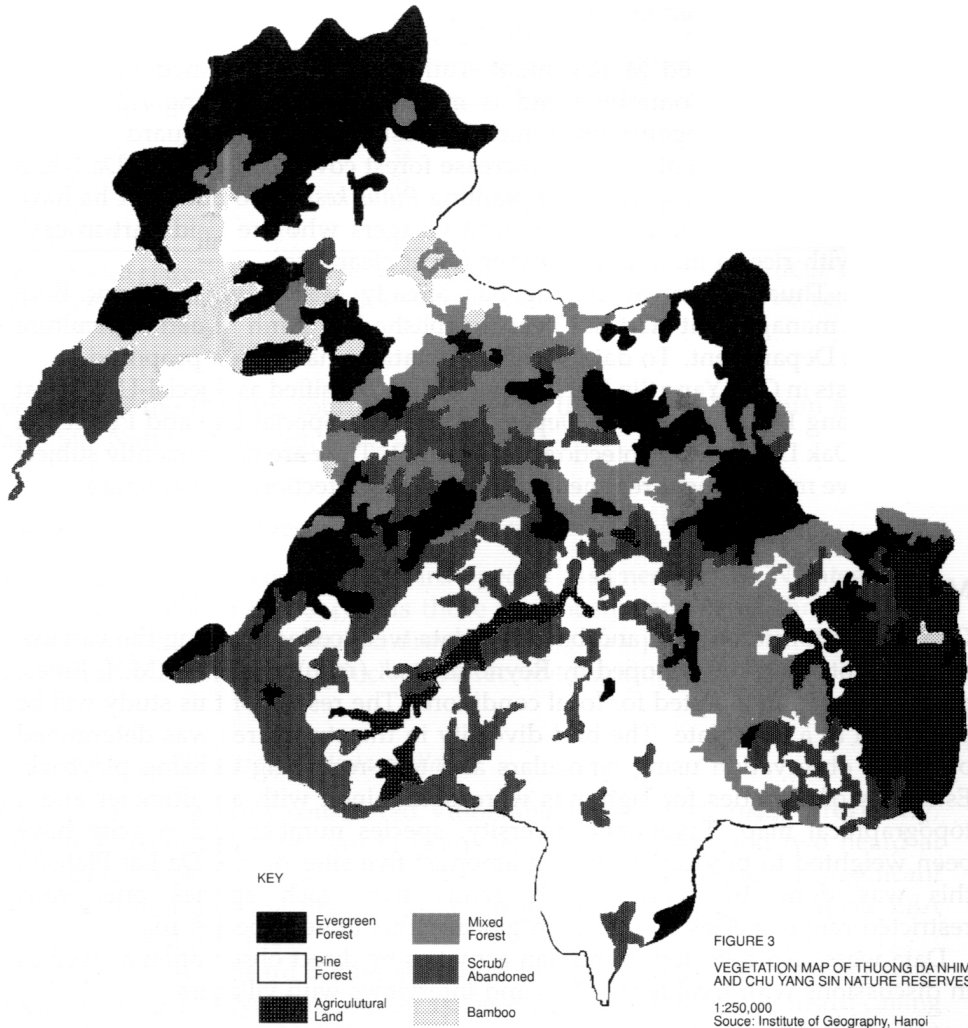 KEY
Evergreen
Forest
Pine
Forest
Agriculutural
Land
Mixed
Forest
Scrub/
Abandoned
Bamboo
FIGURE 3
VEGETATION MAP OF THUONG DA NHIM
AND CHU YANG SIN NATURE RESERVES
1:250,000
Souce: Institute of Geography, Hanoi